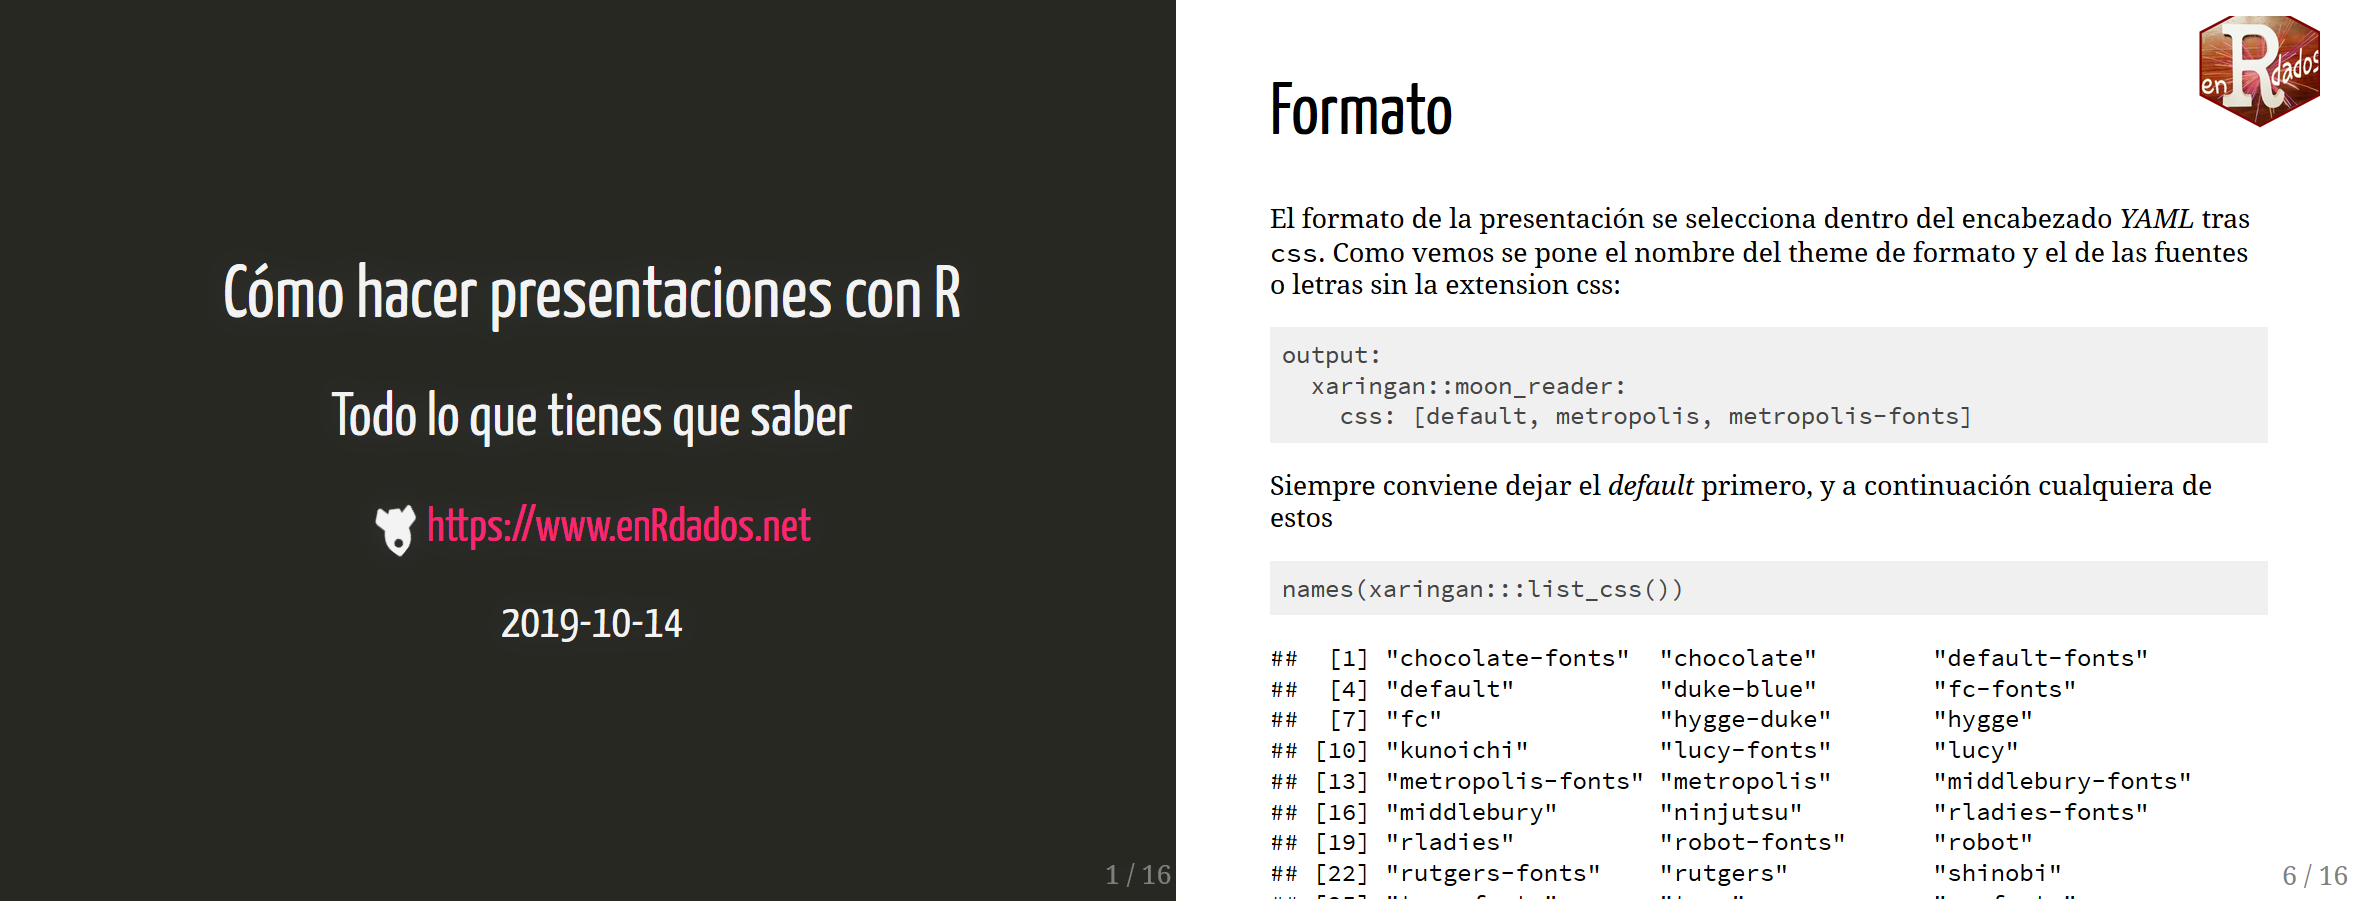 Cómo hacer presentaciones con R
Todo lo que tienes que saber
https://www.enRdados.net
2019-10-14
1 / 16
enRdados
Formato
El formato de la presentación se selecciona dentro del encabezado YAML tras
css. Como vemos se pone el nombre del theme de formato y el de las fuentes
o letras sin la extension css:
output:
  xaringan::moon_reader:
    css: [default, metropolis, metropolis-fonts]
Siempre conviene dejar el default primero, y a continuación cualquiera de
estos
names(xaringan:::list_css())
##  [1] "chocolate-fonts"  "chocolate"        "default-fonts"
##  [4] "default"          "duke-blue"        "fc-fonts"
##  [7] "fc"               "hygge-duke"       "hygge"
## [10] "kunoichi"         "lucy-fonts"       "lucy"
## [13] "metropolis-fonts" "metropolis"       "middlebury-fonts"
## [16] "middlebury"       "ninjutsu"         "rladies-fonts"
## [19] "rladies"          "robot-fonts"      "robot"
## [22] "rutgers-fonts"    "rutgers"          "shinobi"
6 / 16